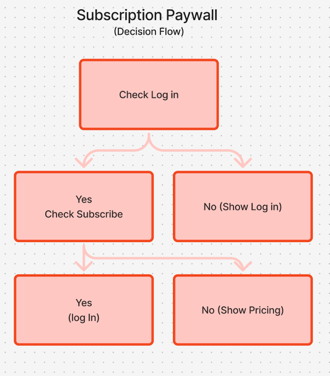 Subscription Paywall
(Decision Flow)
Check Log in
Yes
Check Subscribe
No (Show Log in)
Yes
(log In)
No (Show Pricing)